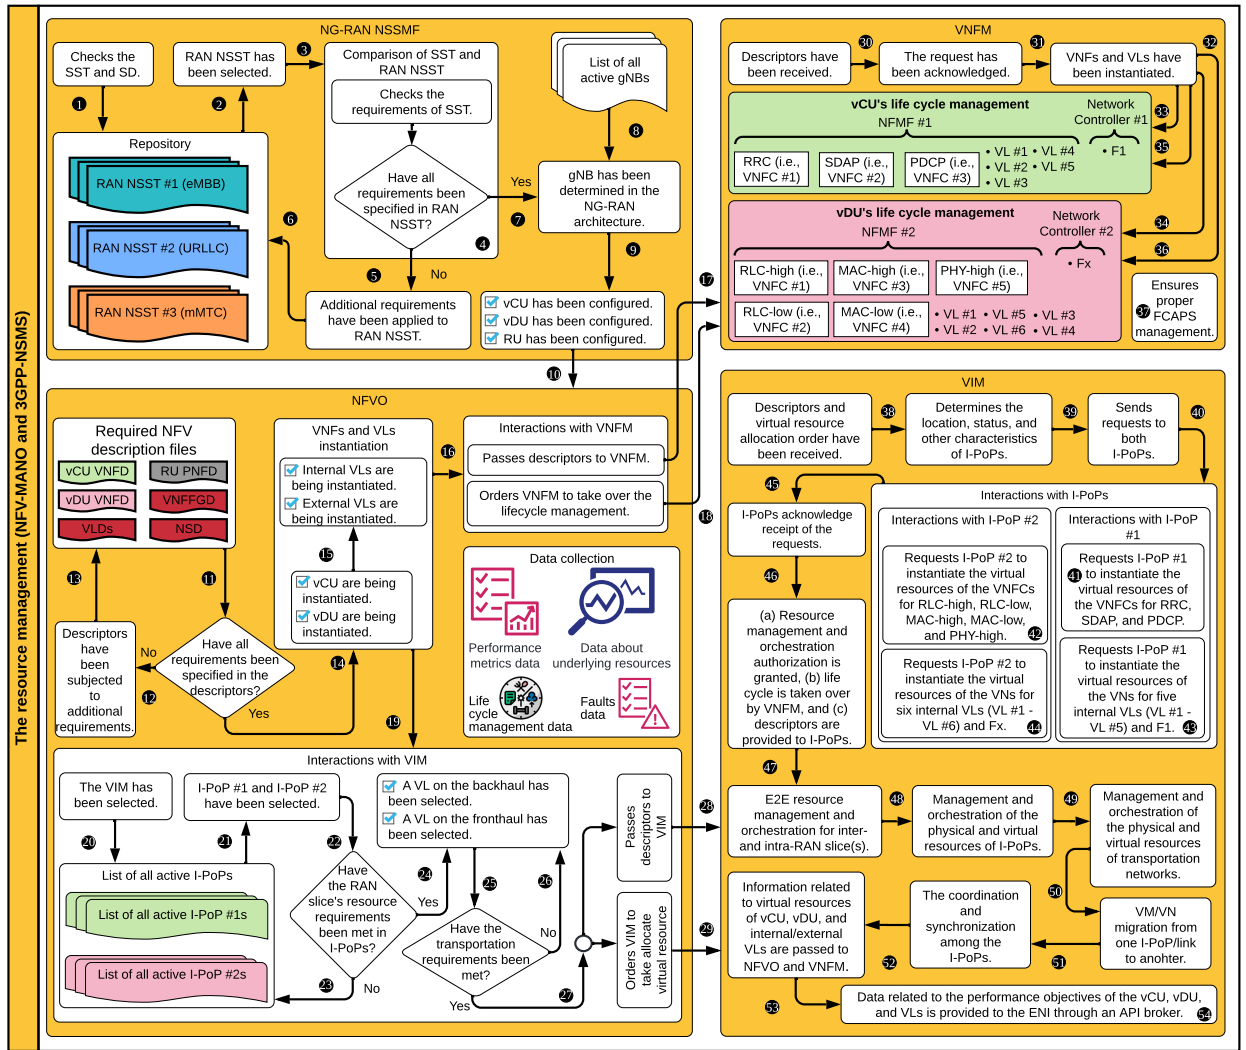 The resource management (NFV-MANO and 3GPP-NSMS)
NG-RAN NSSMF
Checks the
SST and SD.
1
RAN NSST has
been selected.
2
3
Repository
RAN NSST #1 (eMBB)
RAN NSST #2 (URLLC)
RAN NSST #3 (mMTC)
Comparison of SST and
RAN NSST
Checks the
requirements of SST.
Have all
requirements been
specified in RAN
NSST?
4
Yes
7
5
No
6
Additional requirements
have been applied to
RAN NSST.
List of all
active gNBs
8
gNB has been
determined in the
NG-RAN
architecture.
9
vCU has been configured.
vDU has been configured.
RU has been configured.
10
NFVO
Required NFV
description files
vCU VNFD
RU PNFD
vDU VNFD
VNFFGD
VLDs
NSD
13
11
Descriptors
have
been
subjected
to
additional
requirements.
No
12
Have all
requirements been
specified in the
descriptors?
Yes
14
VNFs and VLs
instantiation
Internal VLs are
being instantiated.
External VLs are
being instantiated.
15
vCU are being
instantiated.
vDU are being
instantiated.
16
19
Interactions with VNFM
Passes descriptors to VNFM.
Orders VNFM to take over the
lifecycle management.
17
18
Data collection
Performance
metrics data
Data about
underlying resources
Life
cycle
management data
Faults
data
Interactions with VIM
The VIM has
been selected.
20
I-PoP #1 and I-PoP #2
have been selected.
21
22
List of all active I-PoPs
List of all active I-PoP #1s
List of all active I-PoP #2s
Have
the RAN
slice's resource
requirements
been met in
I-PoPs?
23
No
Yes
24
A VL on the backhaul has
been selected.
A VL on the fronthaul has
been selected.
25
26
Have the
transportation
requirements been
met?
No
Yes
27
Passes
descriptors to
VIM
Orders VIM to
take allocate
virtual resource
28
29
VNFM
Descriptors have
been received.
30
The request has
been acknowledged.
31
VNFs and VLs have
been instantiated.
32
vCU's life cycle management
NFMF #1
Network
Controller #1
RRC (i.e.,
VNFC #1)
SDAP (i.e.,
VNFC #2)
PDCP (i.e.,
VNFC #3)
• VL #1 • VL #4
• VL #2 • VL #5
• VL #3
• F1
33
35
vDU's life cycle management
NFMF #2
Network
Controller #2
RLC-high (i.e.,
VNFC #1)
MAC-high (i.e.,
VNFC #3)
PHY-high (i.e.,
VNFC #5)
RLC-low (i.e.,
VNFC #2)
MAC-low (i.e.,
VNFC #4)
• VL #1 • VL #5 • VL #3
• VL #2 • VL #6 • VL #4
• Fx
34
36
Ensures
proper
FCAPS
management.
37
VIM
Descriptors and
virtual resource
allocation order have
been received.
38
Determines the
location, status, and
other characteristics
of I-PoPs.
39
Sends
requests to
both
I-PoPs.
40
45
I-PoPs acknowledge
receipt of the
requests.
46
(a) Resource
management and
orchestration
authorization is
granted, (b) life
cycle is taken over
by VNFM, and (c)
descriptors are
provided to I-PoPs.
47
Interactions with I-PoPs
Interactions with I-PoP #2
Requests I-PoP #2 to
instantiate the virtual
resources of the VNFCs
for RLC-high, RLC-low,
MAC-high, MAC-low,
and PHY-high.
42
Requests I-PoP #2 to
instantiate the virtual
resources of the VNs for
six internal VLs (VL #1 -
VL #6) and Fx.
44
Interactions with I-PoP
#1
Requests I-PoP #1
to instantiate the
virtual resources of
the VNFCs for RRC,
SDAP, and PDCP.
41
Requests I-PoP #1
to instantiate the
virtual resources of
the VNs for five
internal VLs (VL #1 -
VL #5) and F1.
43
E2E resource
management and
orchestration for inter-
and intra-RAN slice(s).
48
Management and
orchestration of the
physical and virtual
resources of I-PoPs.
49
Management and
orchestration of
the physical and
virtual resources
of transportation
networks.
50
VM/VN
migration from
one I-PoP/link
to anohter.
51
The coordination
and
synchronization
among the
I-PoPs.
52
Information related
to virtual resources
of vCU, vDU, and
internal/external
VLs are passed to
NFVO and VNFM.
53
Data related to the performance objectives of the vCU, vDU,
and VLs is provided to the ENI through an API broker.
54